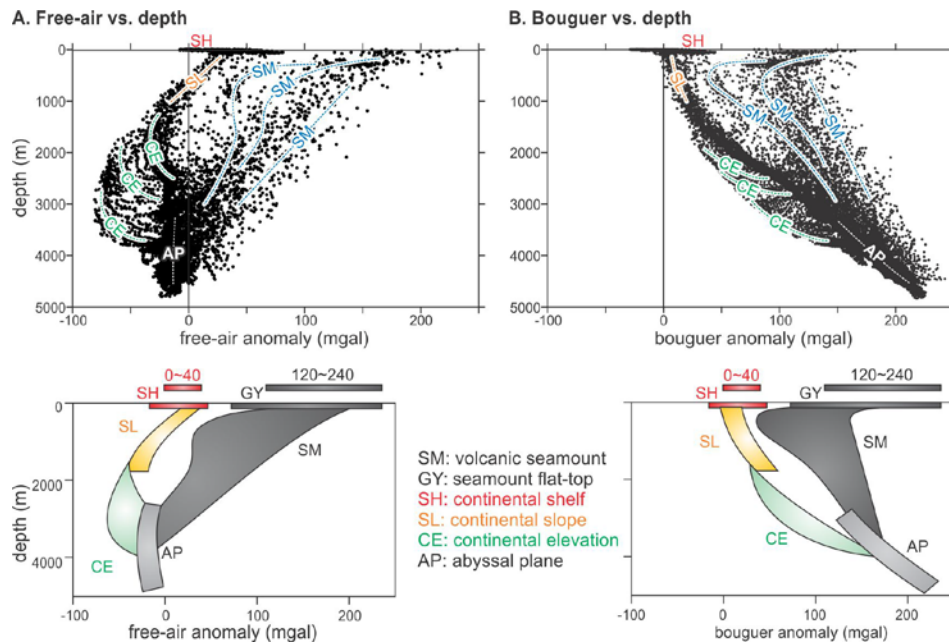 A. Free-air vs. depth
SH
0
1000
2000
3000
4000
5000
depth (m)
SL
SM
SM
SM
CE
CE
CE
AP
-100
0
100
200
free-air anomaly (mgal)
B. Bouguer vs. depth
SH
0
1000
2000
3000
4000
5000
depth (m)
SL
SM
SM
SM
CE
CE
CE
AP
-100
0
100
200
bouguer anomaly (mgal)
0~40
120~240
SH
GY
0
2000
4000
depth (m)
SL
SM
CE
AP
-100
0
100
200
free-air anomaly (mgal)
SM: volcanic seamount
GY: seamount flat-top
SH: continental shelf
SL: continental slope
CE: continental elevation
AP: abyssal plane
0~40
120~240
SH
GY
0
2000
4000
depth (m)
SL
SM
CE
AP
-100
0
100
200
bouguer anomaly (mgal)